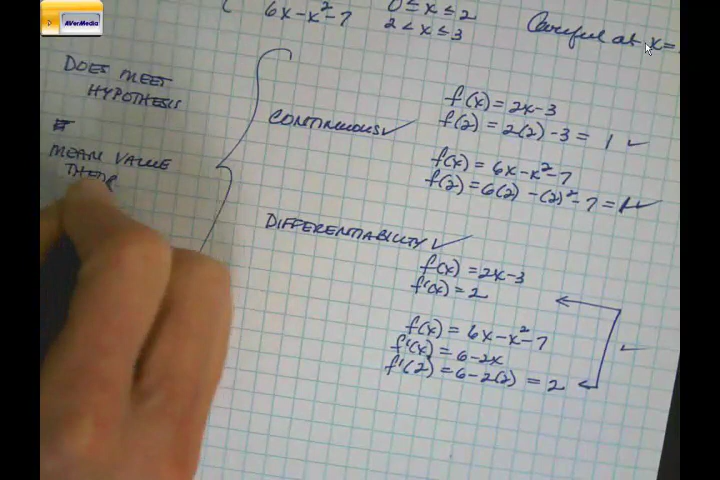 AVerMedia
6x-x²-7
0≤x≤2
2<x≤3
Careful at x=
DOES MEET
HYPOTHESIS
MEAN VALUE
THEOR
CONTINUOUS✓
f(x)=2x-3
f(2)=2(2)-3= 1 ✓
f(x)=6x-x²-7
f(2)=6(2)-(2)²-7=1✓
DIFFERENTIABILITY ✓
f(x)=2x-3
f'(x)=2
f(x)=6x-x²-7
f'(x)=6-2x
f'(2)=6-2(2) =2
✓